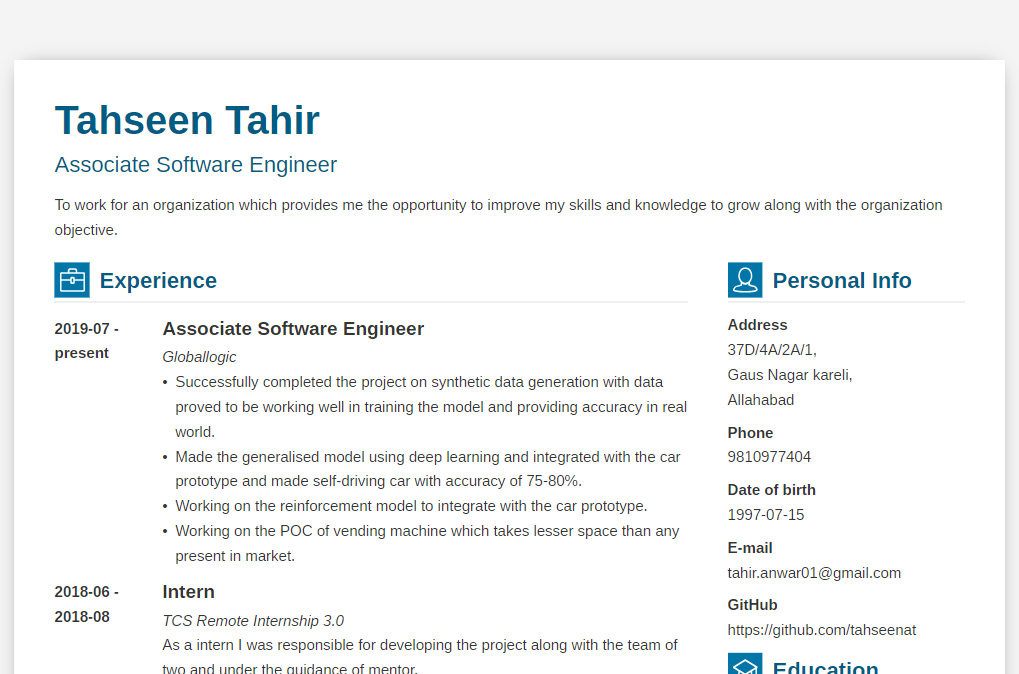 Tahseen Tahir
Associate Software Engineer
To work for an organization which provides me the opportunity to improve my skills and knowledge to grow along with the organization
objective.
Experience
2019-07 -
present
Associate Software Engineer
Globallogic
• Successfully completed the project on synthetic data generation with data
proved to be working well in training the model and providing accuracy in real
world.
• Made the generalised model using deep learning and integrated with the car
prototype and made self-driving car with accuracy of 75-80%.
• Working on the reinforcement model to integrate with the car prototype.
• Working on the POC of vending machine which takes lesser space than any
present in market.
2018-06 -
2018-08
Intern
TCS Remote Internship 3.0
As a intern I was responsible for developing the project along with the team of
two and under the guidance of mentor.
Personal Info
Address
37D/4A/2A/1,
Gaus Nagar kareli,
Allahabad
Phone
9810977404
Date of birth
1997-07-15
E-mail
tahir.anwar01@gmail.com
GitHub
https://github.com/tahseenat
Education